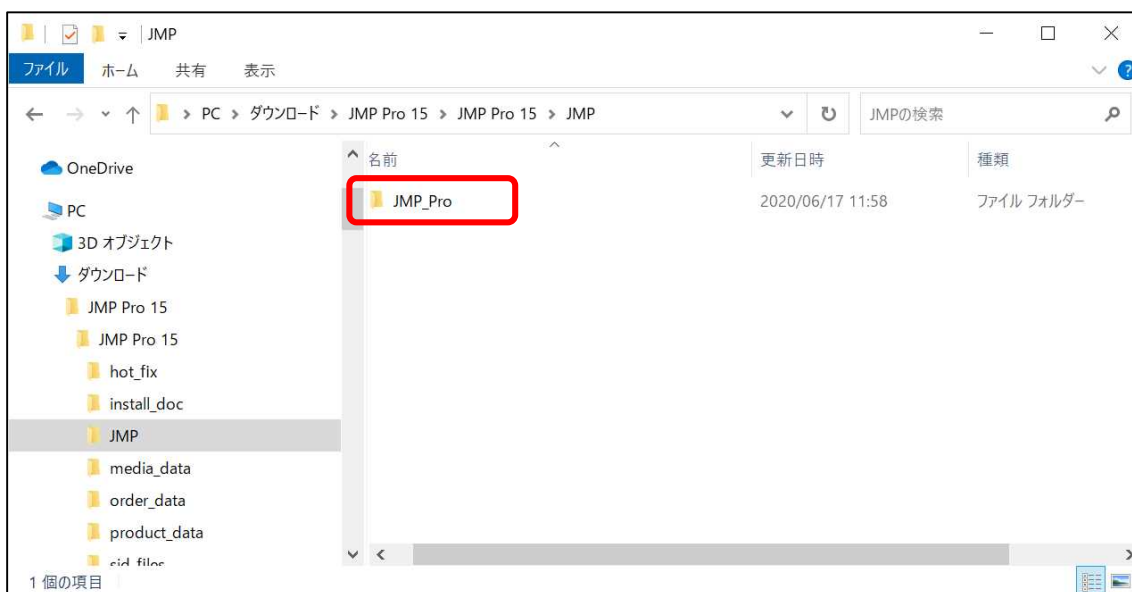 JMP
ファイル ホーム 共有 表示
PC › ダウンロード › JMP Pro 15 › JMP Pro 15 › JMP
JMPの検索
名前 更新日時 種類
JMP_Pro 2020/06/17 11:58 ファイル フォルダー
OneDrive
PC
3D オブジェクト
ダウンロード
JMP Pro 15
JMP Pro 15
hot_fix
install_doc
JMP
media_data
order_data
product_data
sid_files
1 個の項目